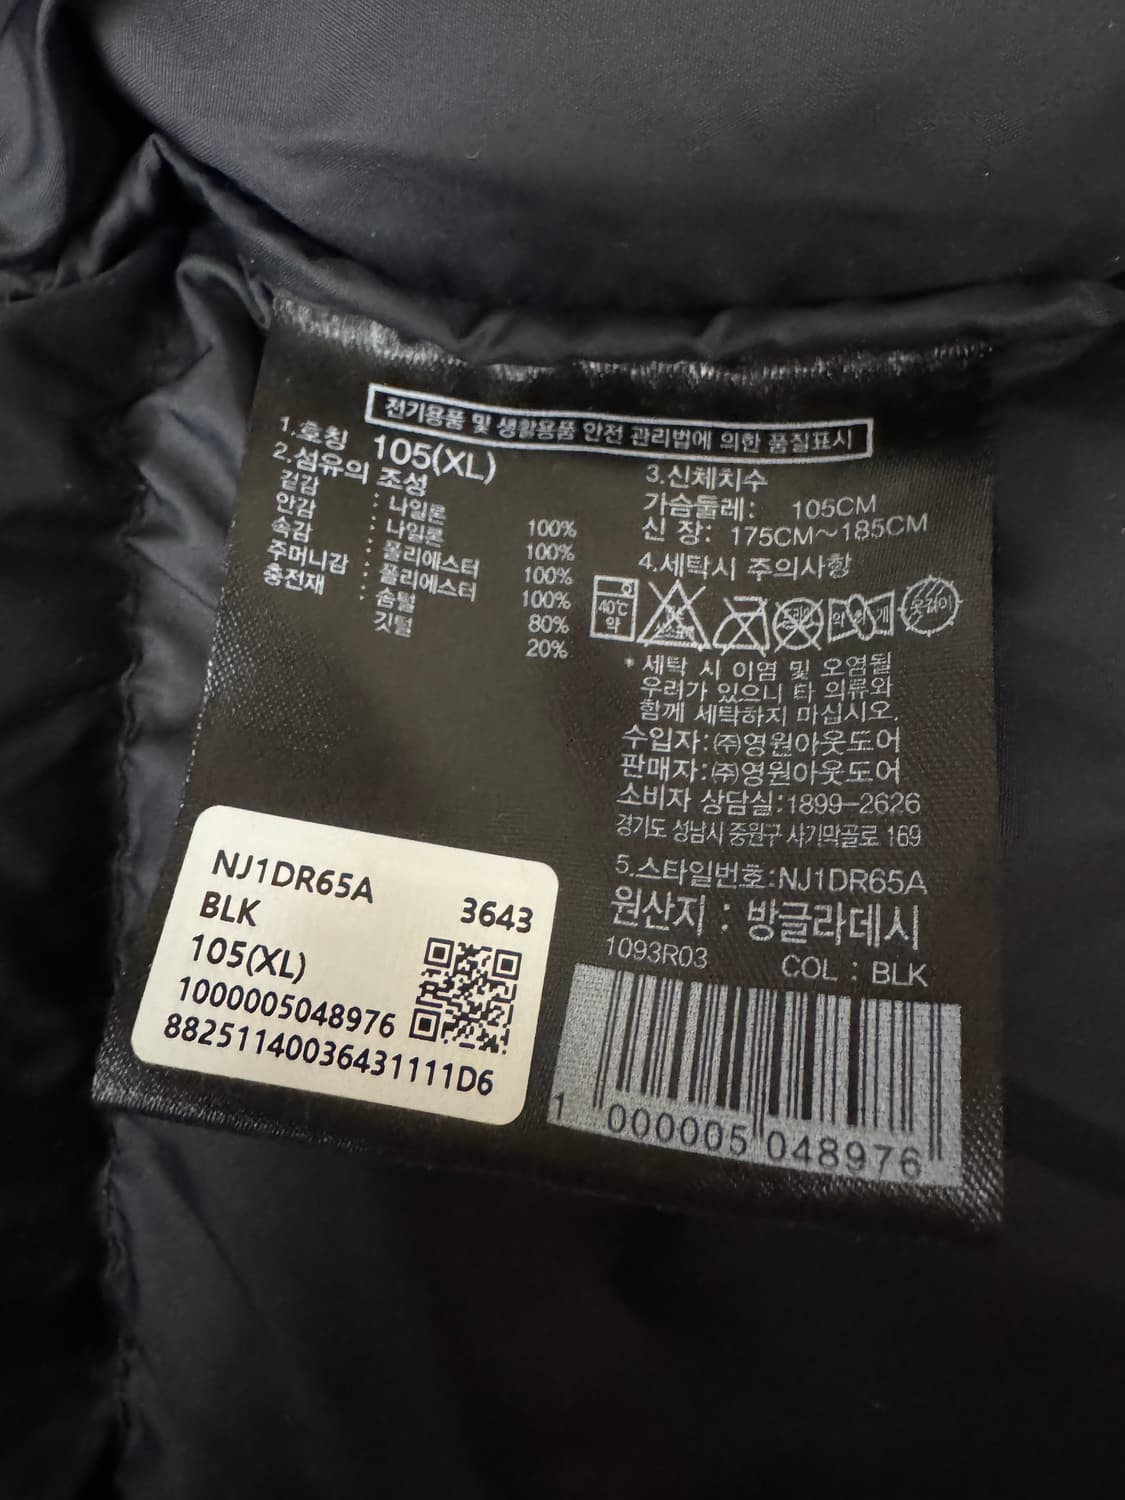 전기용품 및 생활용품 안전 관리법에 의한 품질표시
1.호칭 105(XL)
2.섬유의 조성
겉감 : 나일론 100%
안감 : 나일론 100%
속감 : 폴리에스터 100%
주머니감 : 폴리에스터 100%
충전재 : 솜털 80%
깃털 20%
3.신체치수
가슴둘레: 105CM
신 장: 175CM~185CM
4.세탁시 주의사항
40℃
약
옷걸이
* 세탁 시 이염 및 오염될
우려가 있으니 타 의류와
함께 세탁하지 마십시오.
수입자:㈜영원아웃도어
판매자:㈜영원아웃도어
소비자 상담실:1899-2626
경기도 성남시 중원구 사기막골로 169
5.스타일번호:NJ1DR65A
원산지 : 방글라데시
1093R03 COL : BLK
1 000005 048976
NJ1DR65A
BLK 3643
105(XL)
1000005048976
88251140036431111D6